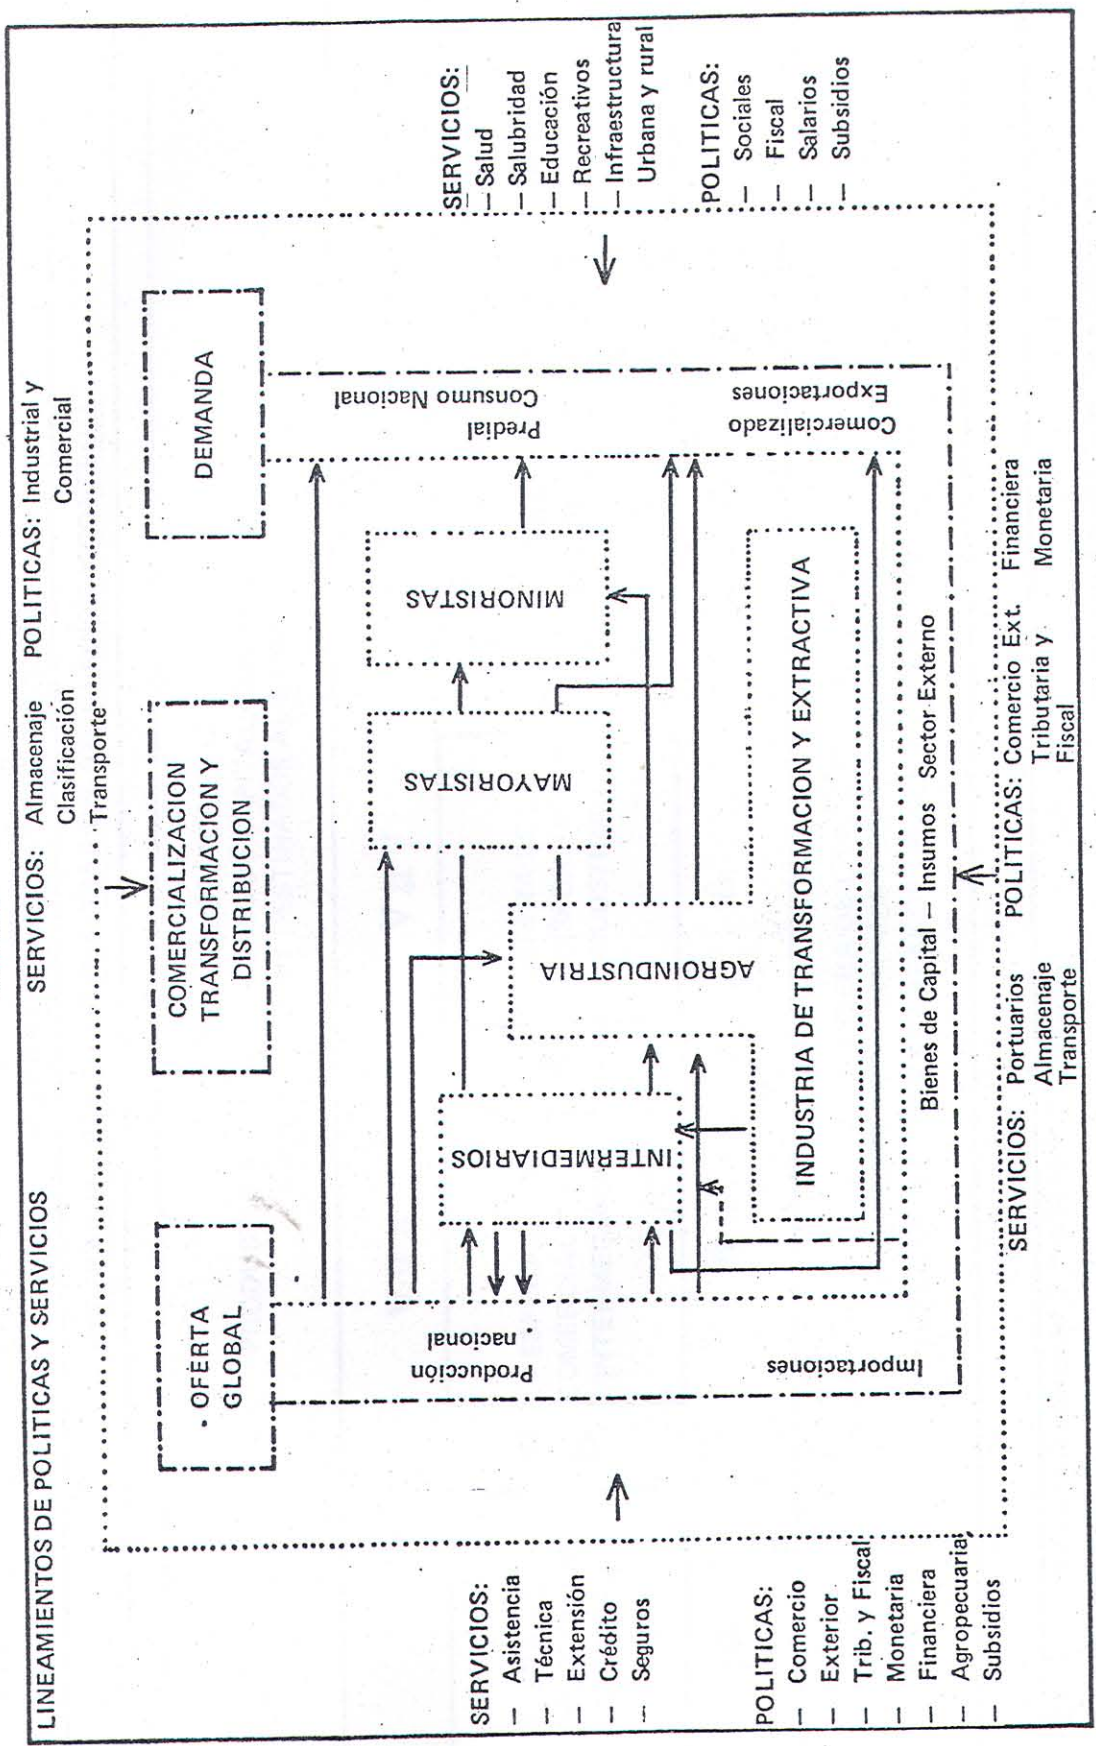 LINEAMIENTOS DE POLITICAS Y SERVICIOS
SERVICIOS: Almacenaje
Clasificación
Transporte
POLITICAS: Industrial y
Comercial
OFERTA
GLOBAL
COMERCIALIZACION
TRANSFORMACION Y
DISTRIBUCION
DEMANDA
SERVICIOS:
— Asistencia
— Técnica
— Extensión
— Crédito
— Seguros
POLITICAS:
— Comercio
— Exterior
— Trib. y Fiscal
— Monetaria
— Financiera
— Agropecuaria
— Subsidios
Producción
nacional
Importaciones
INTERMEDIARIOS
AGROINDUSTRIA
MAYORISTAS
MINORISTAS
INDUSTRIA DE TRANSFORMACION Y EXTRACTIVA
Consumo Nacional
Predial
Exportaciones
Comercializado
Bienes de Capital — Insumos Sector Externo
SERVICIOS:
— Salud
— Salubridad
— Educación
— Recreativos
— Infraestructura
Urbana y rural
POLITICAS:
— Sociales
— Fiscal
— Salarios
— Subsidios
SERVICIOS: Portuarios
Almacenaje
Transporte
POLITICAS: Comercio Ext. Financiera
Tributaria y Monetaria
Fiscal